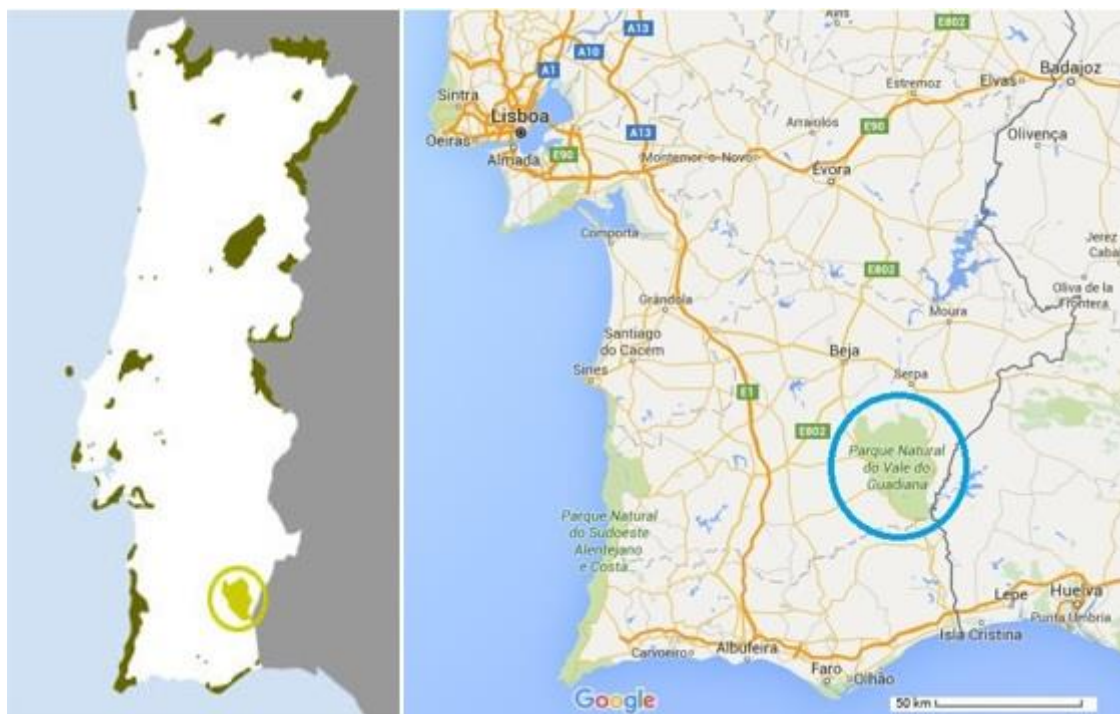 Avis
E802
A13
A10
A1
Estremoz
Elvas
Badajoz
Sintra
Lisboa
Arraiolos
E90
Olivença
Oeiras
Almada
E90
A13
Montemor-o-Novo
Évora
Comporta
Jerez
Caba
E802
Oliva de la
Frontera
Grândola
Moura
Santiago
do Cacem
Beja
Sines
Serpa
E1
E802
Parque Natural
do Vale do
Guadiana
Parque Natural
do Sudoeste
Alentejano
e Costa...
Lepe
Huelva
Punta Umbria
Isla Cristina
Carvoeiro
Albufeira
Faro
Olhão
Google
50 km